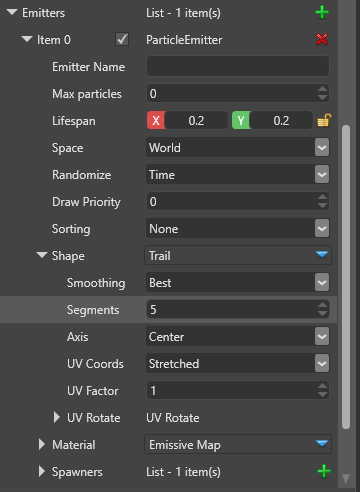 Emitters List - 1 item(s)
Item 0 ParticleEmitter
Emitter Name
Max particles 0
Lifespan X 0.2 Y 0.2
Space World
Randomize Time
Draw Priority 0
Sorting None
Shape Trail
Smoothing Best
Segments 5
Axis Center
UV Coords Stretched
UV Factor 1
UV Rotate UV Rotate
Material Emissive Map
Spawners List - 1 item(s)